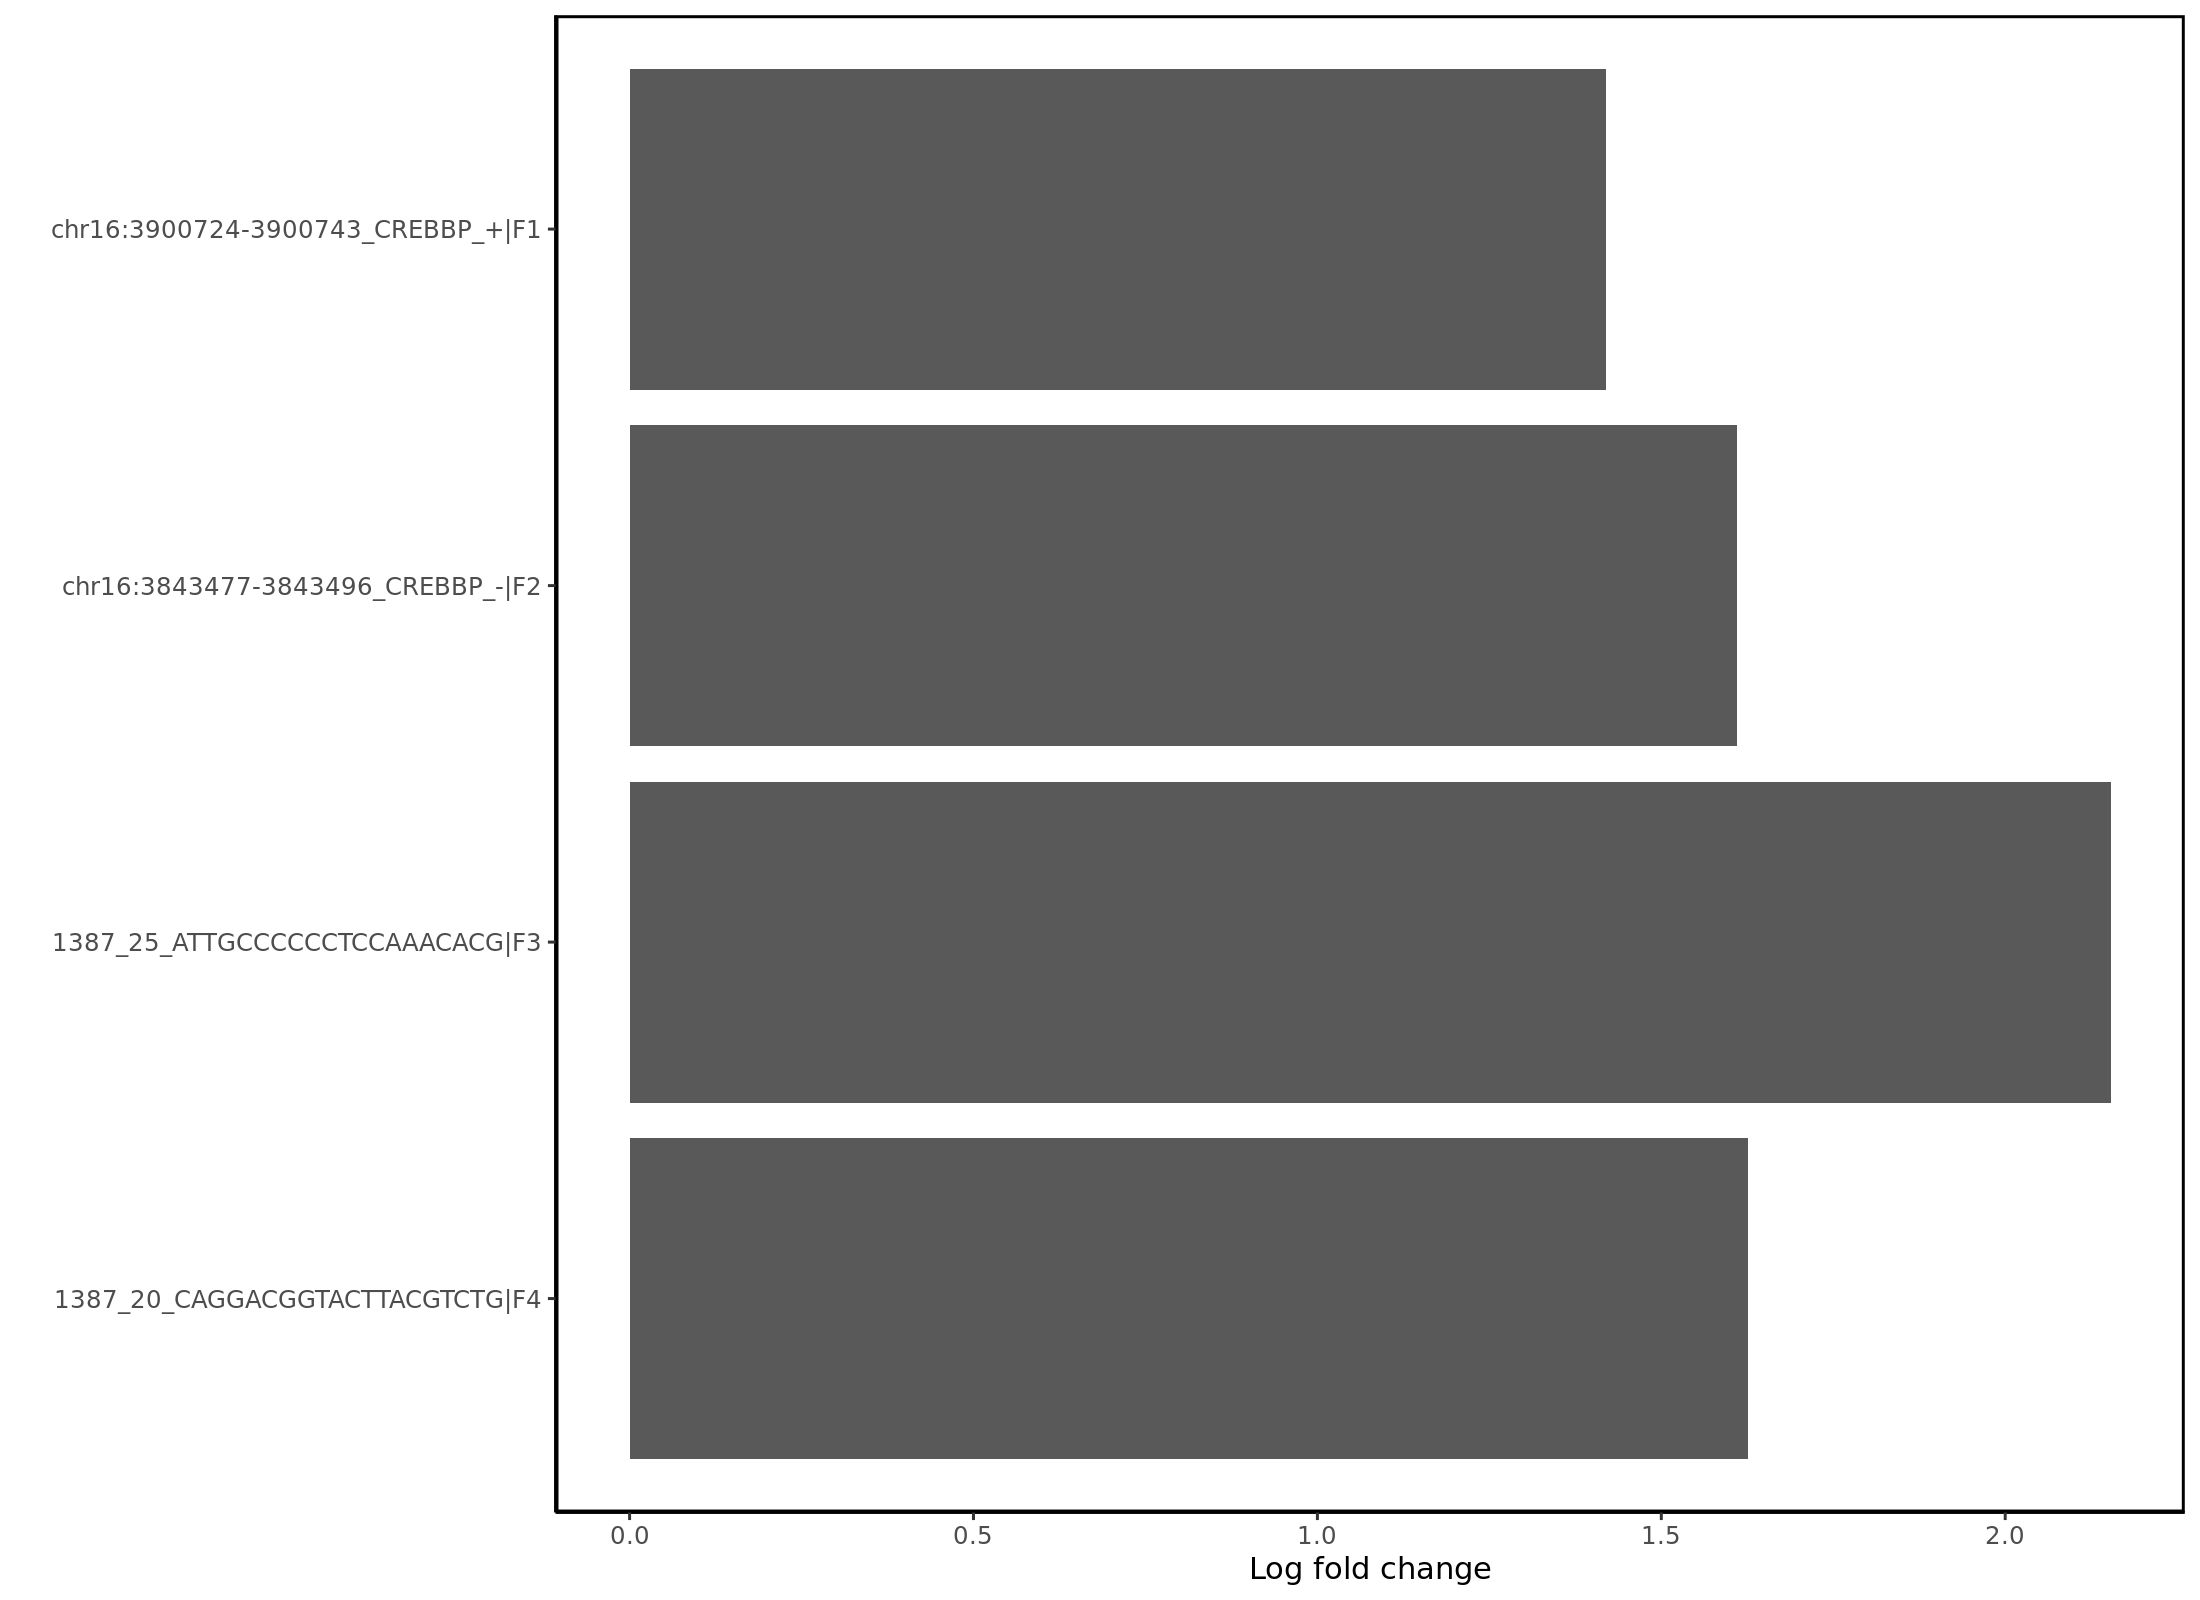 chr16:3900724-3900743_CREBBP_+|F1
chr16:3843477-3843496_CREBBP_-|F2
1387_25_ATTGCCCCCCTCCAAACACG|F3
1387_20_CAGGACGGTACTTACGTCTG|F4
0.0 0.5 1.0 1.5 2.0
Log fold change